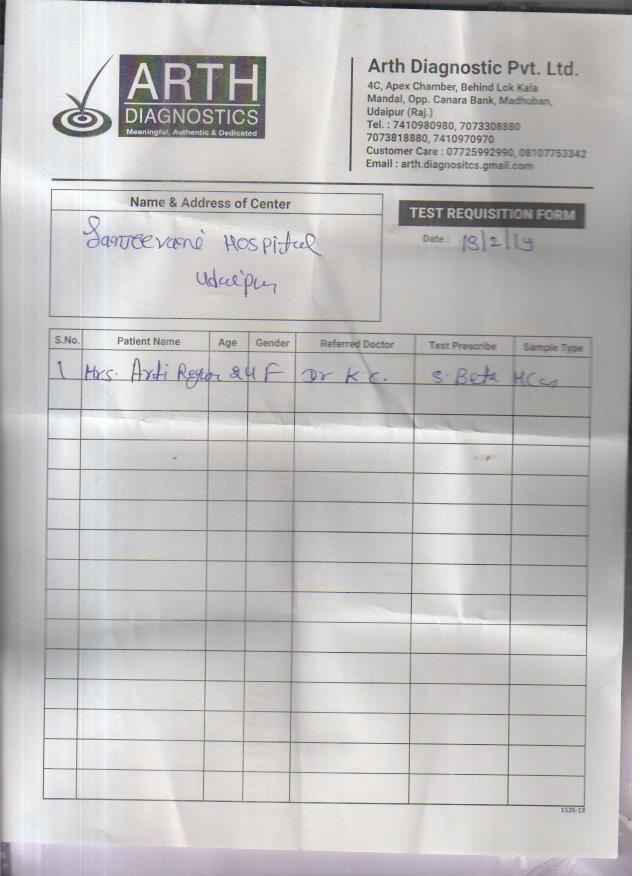 ARTH
DIAGNOSTICS
Meaningful, Authentic & Dedicated
Arth Diagnostic Pvt. Ltd.
4C, Apex Chamber, Behind Lok Kala
Mandal, Opp. Canara Bank, Madhuban,
Udaipur (Raj.)
Tel. : 7410980980, 7073308880
7073818880, 7410970970
Customer Care : 07725992990, 08107753342
Email : arth.diagnositcs.gmail.com
Name & Address of Center
Sanjeevani Hospital
Udaipur
TEST REQUISITION FORM
Date : 13/2/19
S.No. Patient Name Age Gender Referred Doctor Test Prescribe Sample Type
1 Mrs. Arti 24 F Dr K C. S. Beta HCG
1526-18